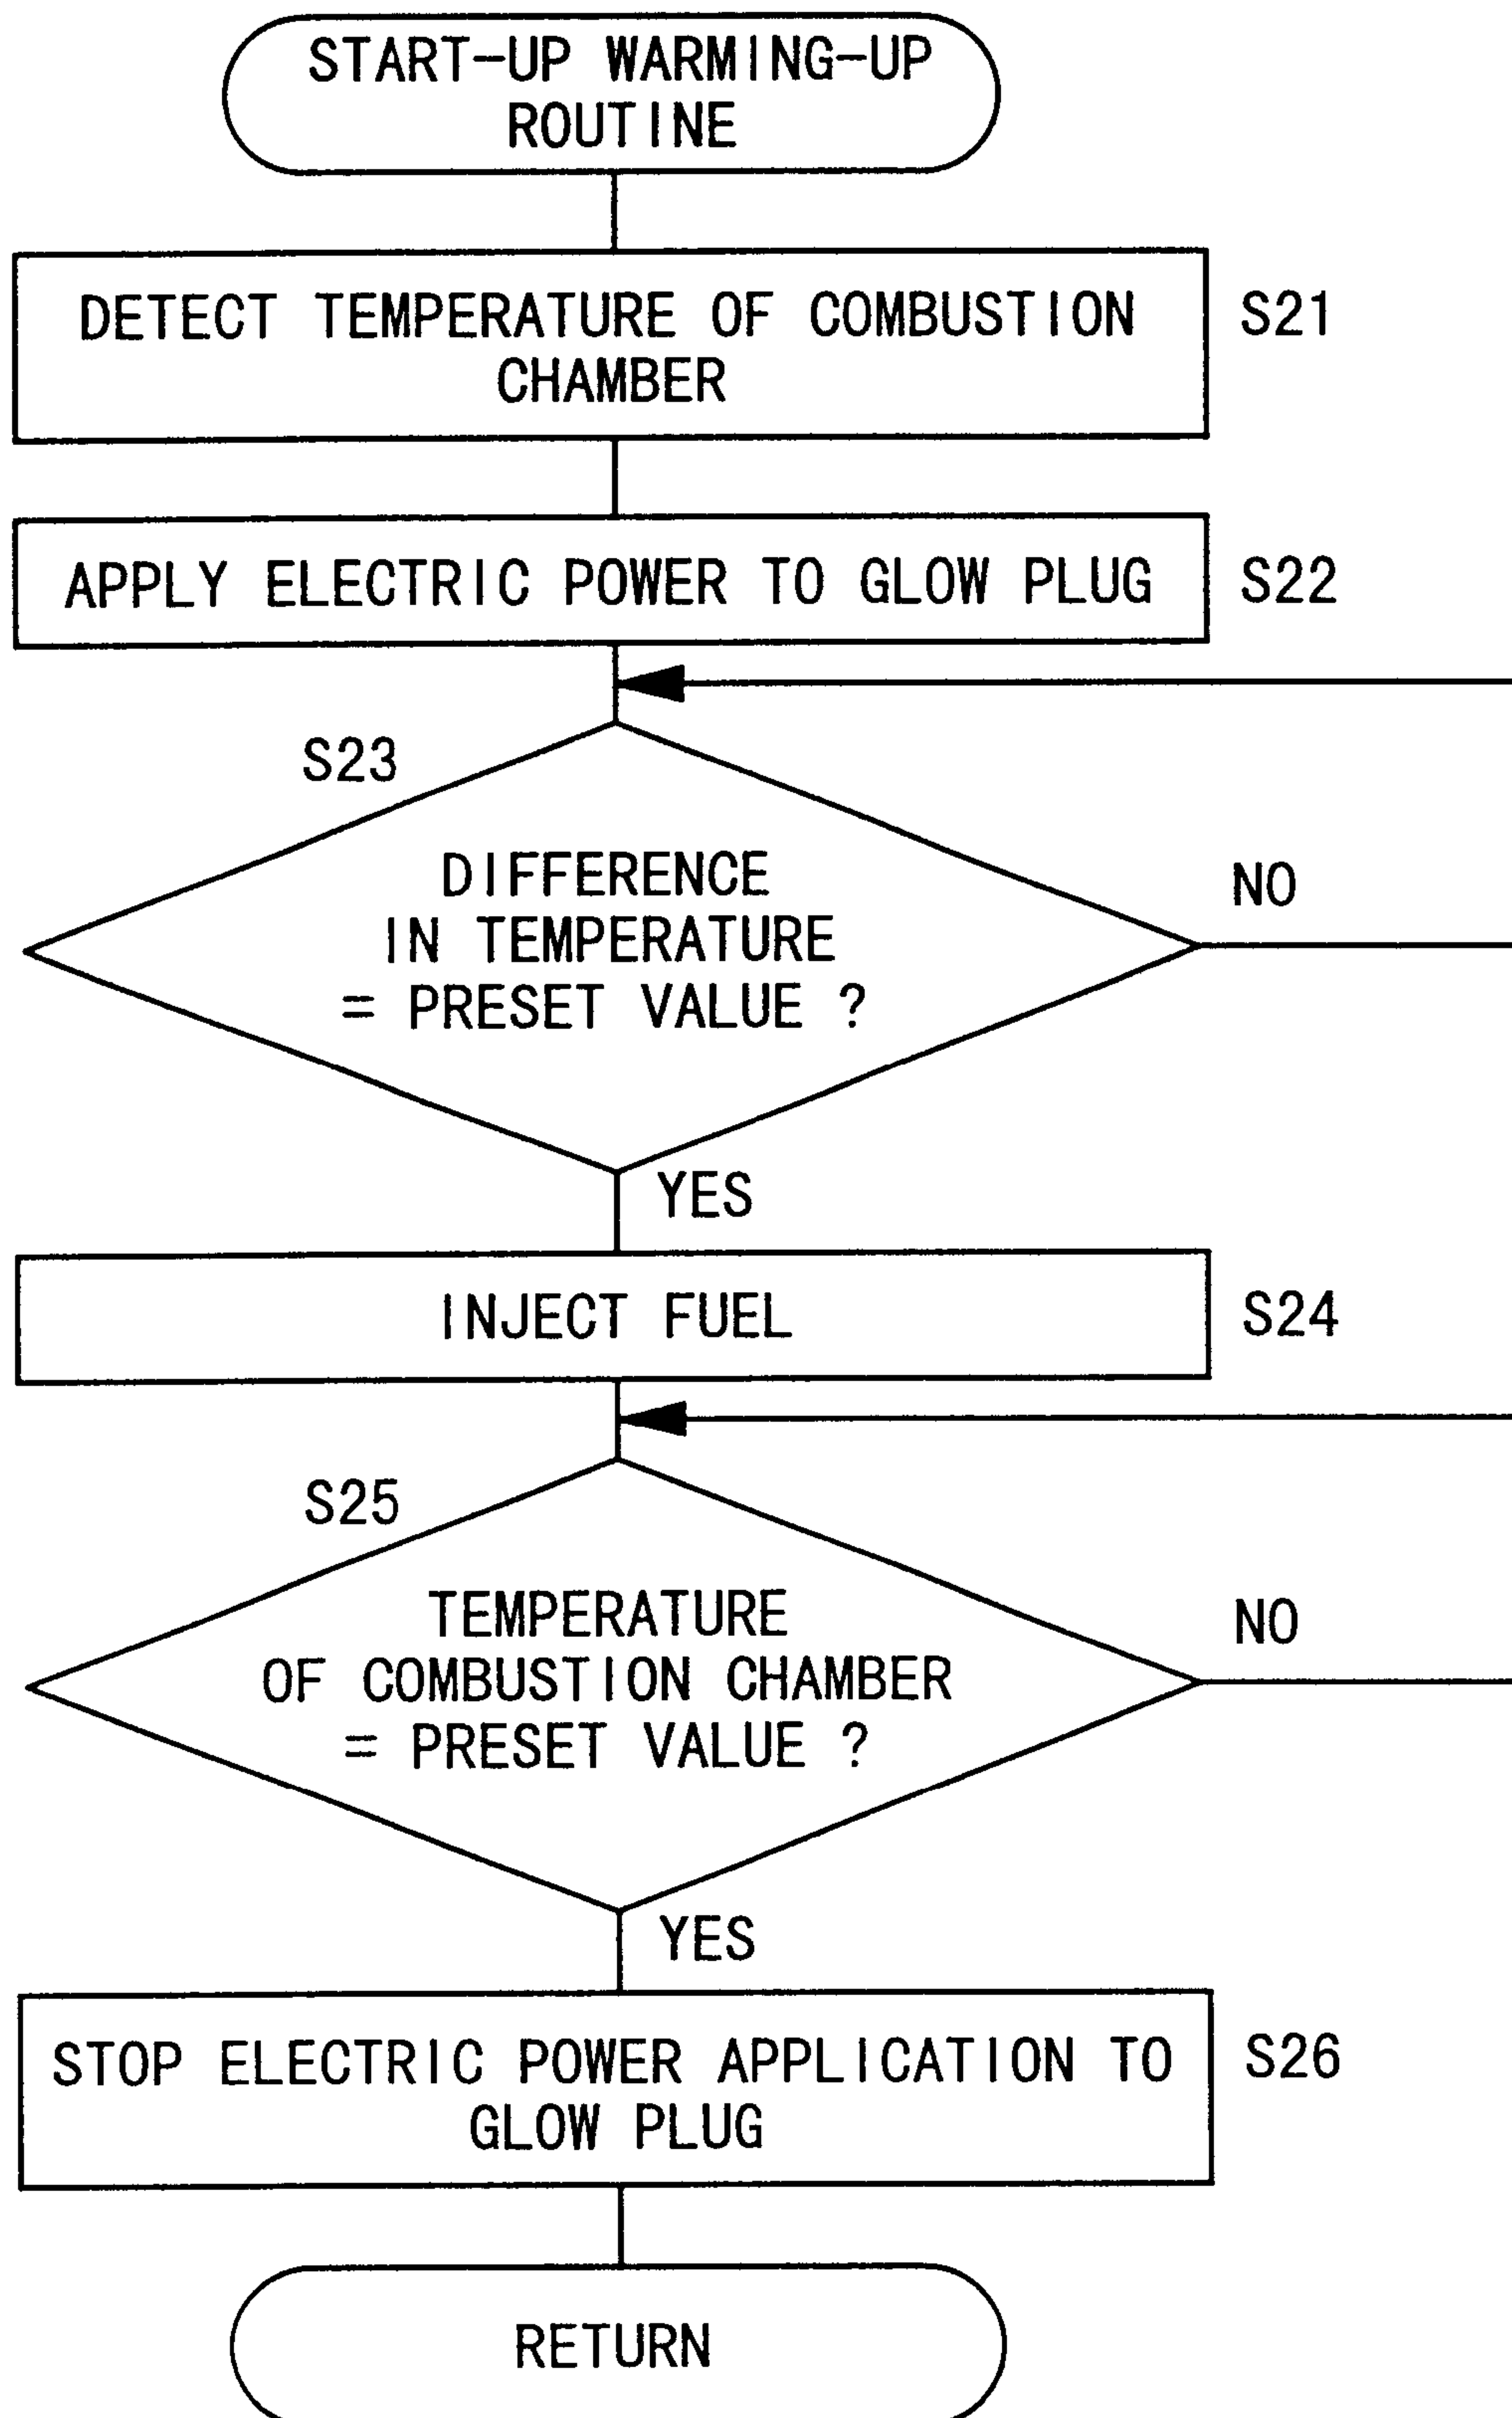 START-UP WARMING-UP
ROUTINE
DETECT TEMPERATURE OF COMBUSTION
CHAMBER
S21
APPLY ELECTRIC POWER TO GLOW PLUG
S22
S23
DIFFERENCE
IN TEMPERATURE
= PRESET VALUE ?
NO
YES
INJECT FUEL
S24
S25
TEMPERATURE
OF COMBUSTION CHAMBER
= PRESET VALUE ?
NO
YES
STOP ELECTRIC POWER APPLICATION TO
GLOW PLUG
S26
RETURN